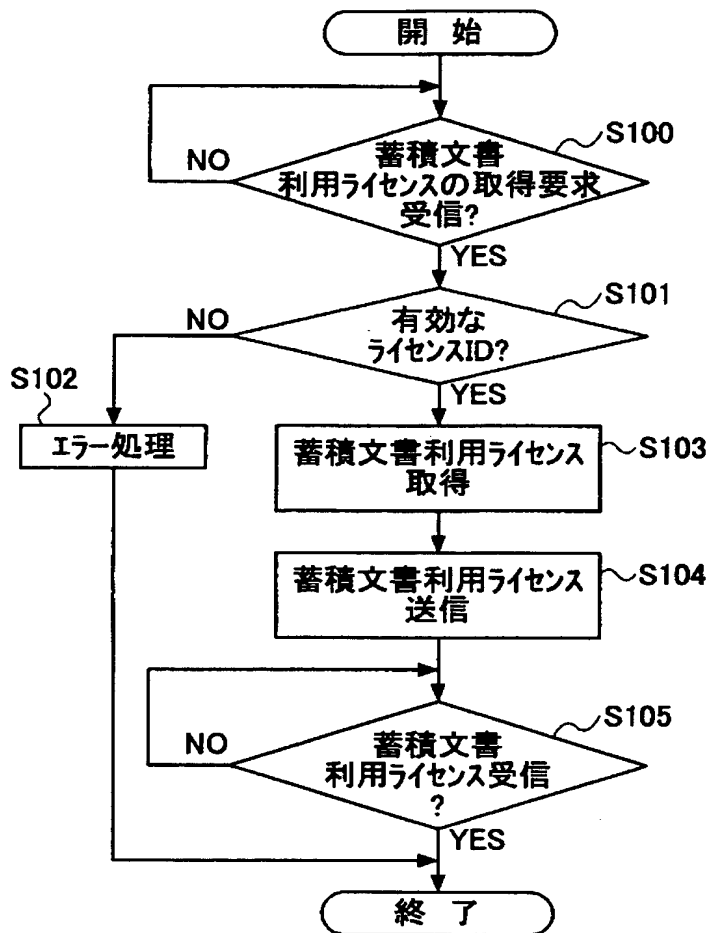 開 始
S100
蓄積文書
利用ライセンスの取得要求
受信?
NO
YES
S101
有効な
ライセンスID?
NO
YES
S102
エラー処理
蓄積文書利用ライセンス
取得
S103
蓄積文書利用ライセンス
送信
S104
S105
蓄積文書
利用ライセンス受信
?
NO
YES
終 了